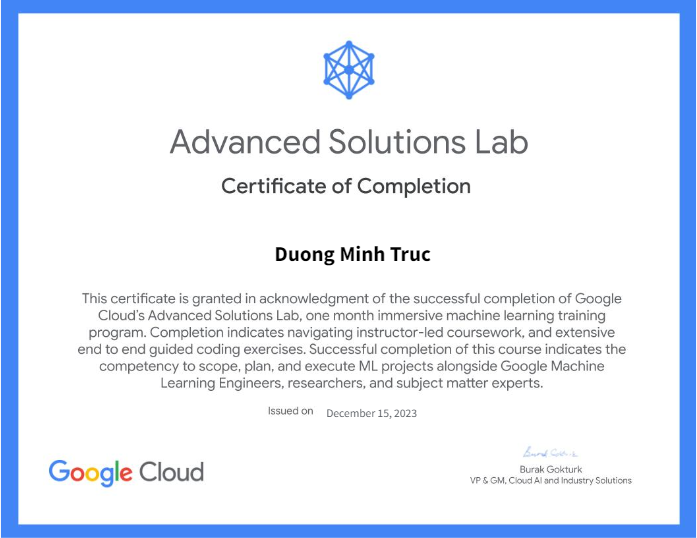 Advanced Solutions Lab
Certificate of Completion
Duong Minh Truc
This certificate is granted in acknowledgment of the successful completion of Google
Cloud's Advanced Solutions Lab, one month immersive machine learning training
program. Completion indicates navigating instructor-led coursework, and extensive
end to end guided coding exercises. Successful completion of this course indicates the
competency to scope, plan, and execute ML projects alongside Google Machine
Learning Engineers, researchers, and subject matter experts.
Issued on December 15, 2023
Google Cloud
Burak Gokturk
VP & GM, Cloud AI and Industry Solutions